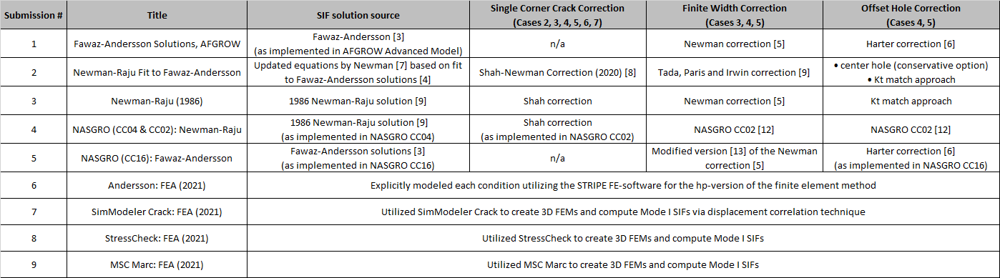 Submission #
Title
SIF solution source
Single Corner Crack Correction
(Cases 2, 3, 4, 5, 6, 7)
Finite Width Correction
(Cases 3, 4, 5)
Offset Hole Correction
(Cases 4, 5)
1
Fawaz-Andersson Solutions, AFGROW
Fawaz-Andersson [3]
(as implemented in AFGROW Advanced Model)
n/a
Newman correction [5]
Harter correction [6]
2
Newman-Raju Fit to Fawaz-Andersson
Updated equations by Newman [7] based on fit
to Fawaz-Andersson solutions [4]
Shah-Newman Correction (2020) [8]
Tada, Paris and Irwin correction [9]
• center hole (conservative option)
• Kt match approach
3
Newman-Raju (1986)
1986 Newman-Raju solution [9]
Shah correction
Newman correction [5]
Kt match approach
4
NASGRO (CC04 & CC02): Newman-Raju
1986 Newman-Raju solution [9]
(as implemented in NASGRO CC04)
Shah correction
(as implemented in NASGRO CC02)
NASGRO CC02 [12]
NASGRO CC02 [12]
5
NASGRO (CC16): Fawaz-Andersson
Fawaz-Andersson solutions [3]
(as implemented in NASGRO CC16)
n/a
Modified version [13] of the Newman
correction [5]
Harter correction [6]
(as implemented in NASGRO CC16)
6
Andersson: FEA (2021)
Explicitly modeled each condition utilizing the STRIPE FE-software for the hp-version of the finite element method
7
SimModeler Crack: FEA (2021)
Utilized SimModeler Crack to create 3D FEMs and compute Mode I SIFs via displacement correlation technique
8
StressCheck: FEA (2021)
Utilized StressCheck to create 3D FEMs and compute Mode I SIFs
9
MSC Marc: FEA (2021)
Utilized MSC Marc to create 3D FEMs and compute Mode I SIFs